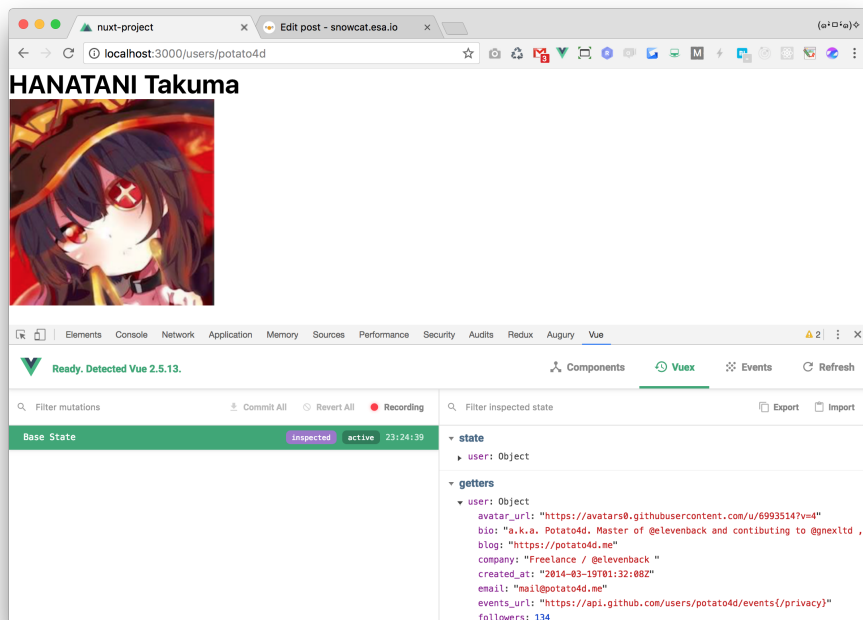 nuxt-project
Edit post - snowcat.esa.io
localhost:3000/users/potato4d
3
M
HANATANI Takuma
Elements Console Network Application Memory Sources Performance Security Audits Redux Augury Vue 2
Ready. Detected Vue 2.5.13.
Components Vuex Events Refresh
Filter mutations Commit All Revert All Recording Filter inspected state Export Import
Base State inspected active 23:24:39
state
user: Object
getters
user: Object
avatar_url: "https://avatars0.githubusercontent.com/u/6993514?v=4"
bio: "a.k.a. Potato4d. Master of @elevenback and contibuting to @gnexltd ,
blog: "https://potato4d.me"
company: "Freelance / @elevenback "
created_at: "2014-03-19T01:32:08Z"
email: "mail@potato4d.me"
events_url: "https://api.github.com/users/potato4d/events{/privacy}"
followers: 134